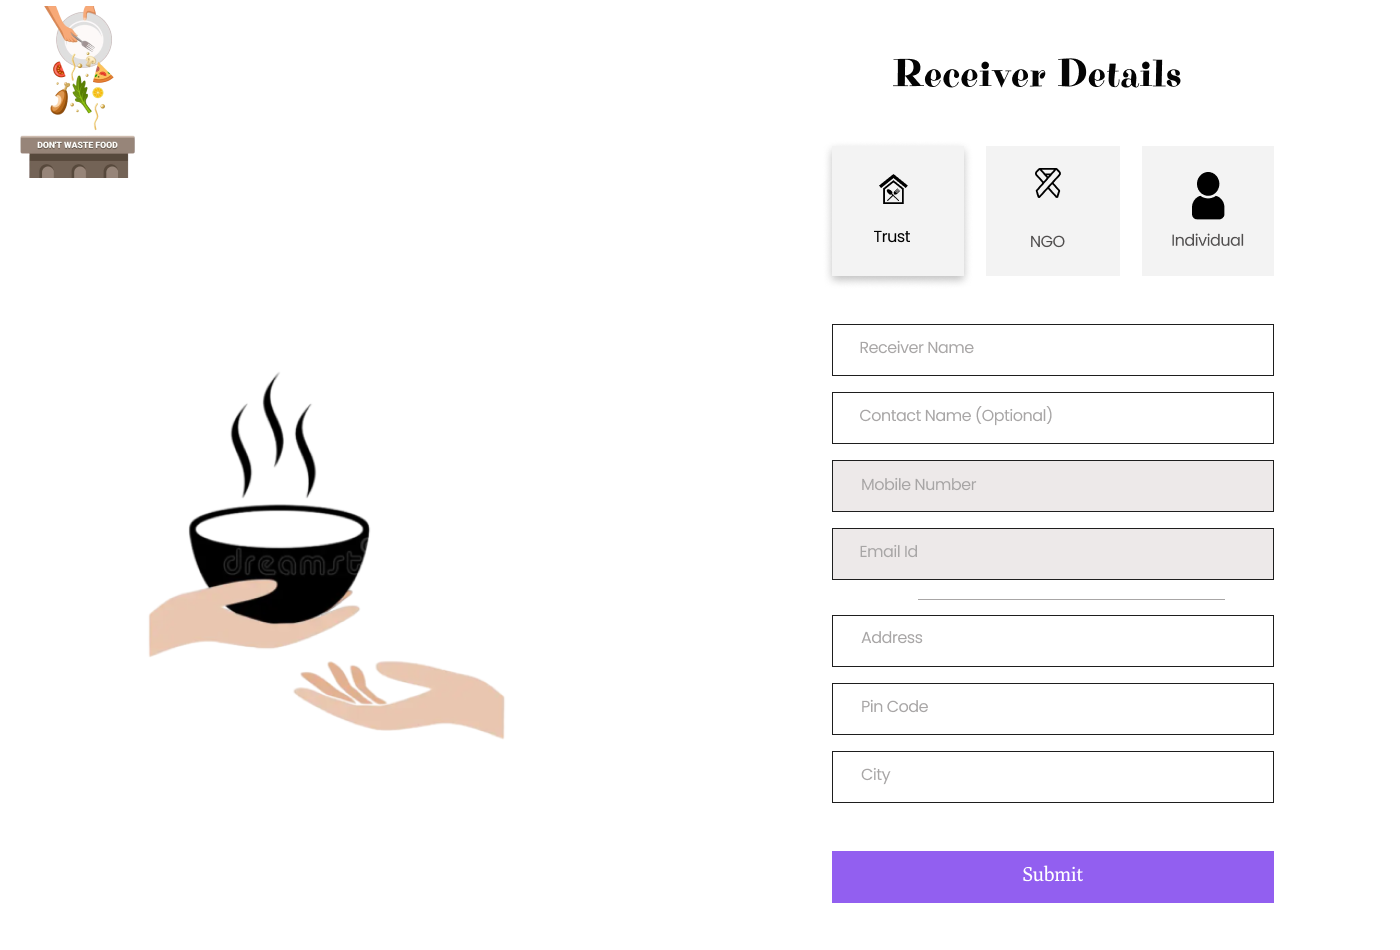 DON'T WASTE FOOD
Receiver Details
Trust
NGO
Individual
Receiver Name
Contact Name (Optional)
Mobile Number
Email Id
dreamst
Address
Pin Code
City
Submit